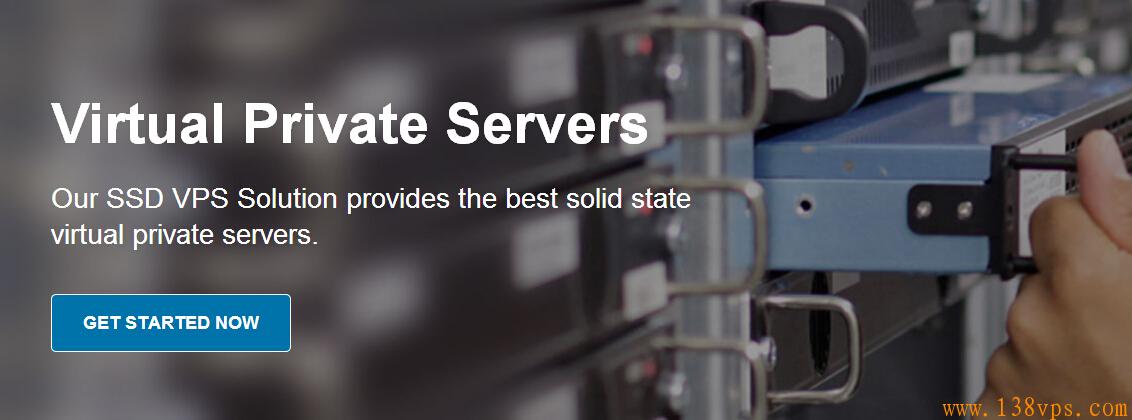 Virtual Private Servers
Our SSD VPS Solution provides the best solid state
virtual private servers.
GET STARTED NOW
www.138vps.com